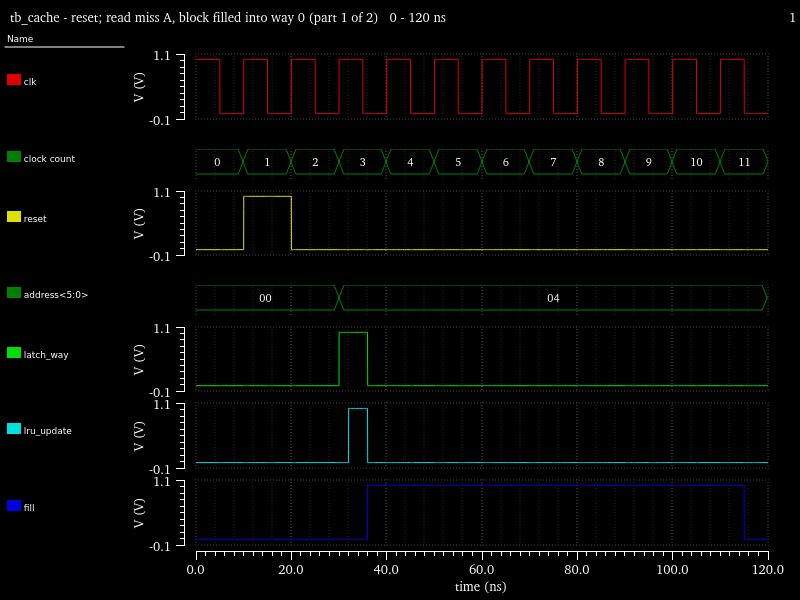 tb_cache - reset; read miss A, block filled into way 0 (part 1 of 2)   0 - 120 ns
1
Name
clk
V (V)
1.1
-0.1
clock count
0 1 2 3 4 5 6 7 8 9 10 11
reset
V (V)
1.1
-0.1
address<5:0>
00 04
latch_way
V (V)
1.1
-0.1
lru_update
V (V)
1.1
-0.1
fill
V (V)
1.1
-0.1
0.0 20.0 40.0 60.0 80.0 100.0 120.0
time (ns)